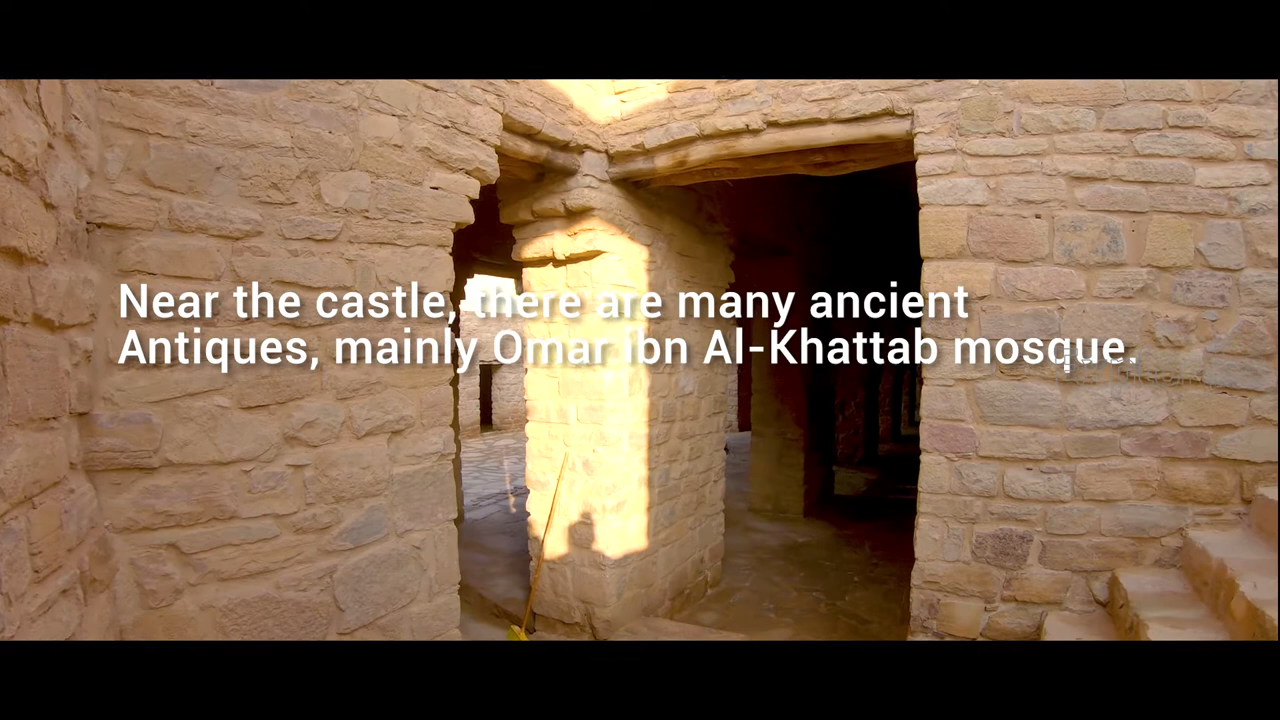 Near the castle, there are many ancient
Antiques, mainly Omar ibn Al-Khattab mosque.